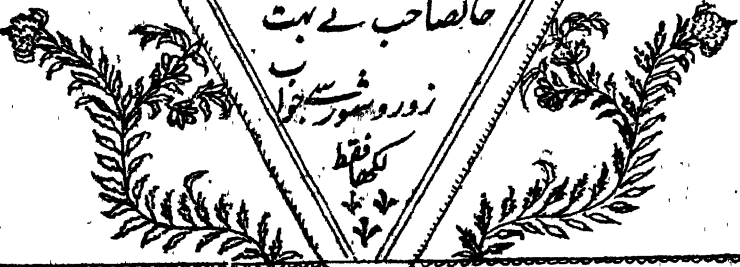 خانصاحب نے بہت
زور و شور سے جواب
لکھا فقط